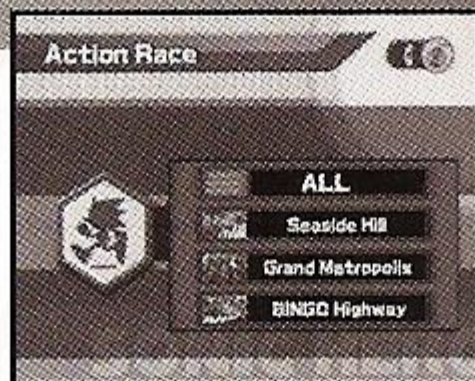 Action Race
ALL
Seaside Hill
Grand Metropolis
BINGO Highway